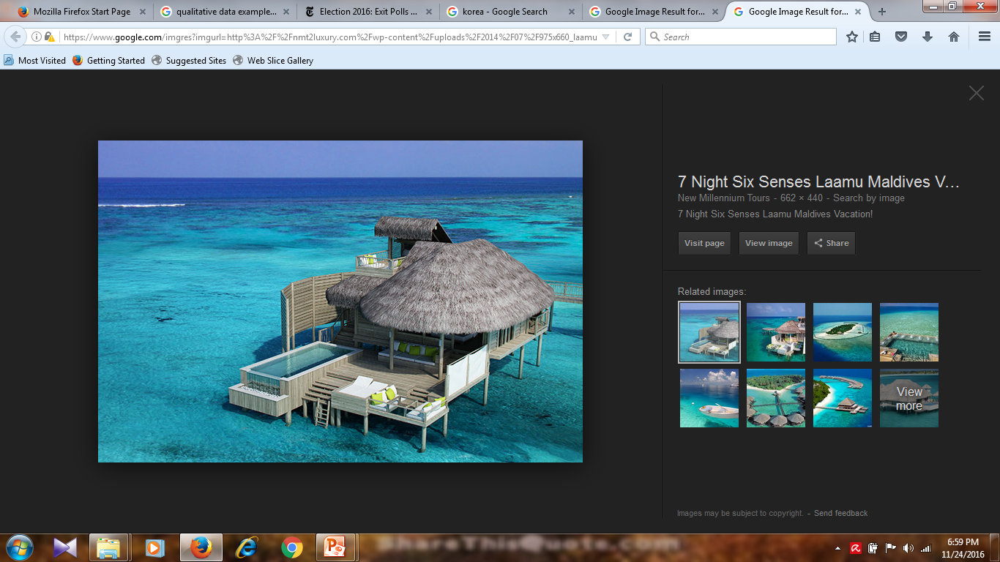 Mozilla Firefox Start Page
qualitative data example...
Election 2016: Exit Polls ...
korea - Google Search
Google Image Result for...
Google Image Result for...
https://www.google.com/imgres?imgurl=http%3A%2F%2Fnmt2luxury.com%2Fwp-content%2Fuploads%2F2014%2F07%2F975x660_laamu
Search
Most Visited
Getting Started
Suggested Sites
Web Slice Gallery
7 Night Six Senses Laamu Maldives V...
New Millennium Tours - 662 × 440 - Search by image
7 Night Six Senses Laamu Maldives Vacation!
Visit page
View image
Share
Related images:
View
more
Images may be subject to copyright. - Send feedback
ShareThisQuote.com
6:59 PM
11/24/2016